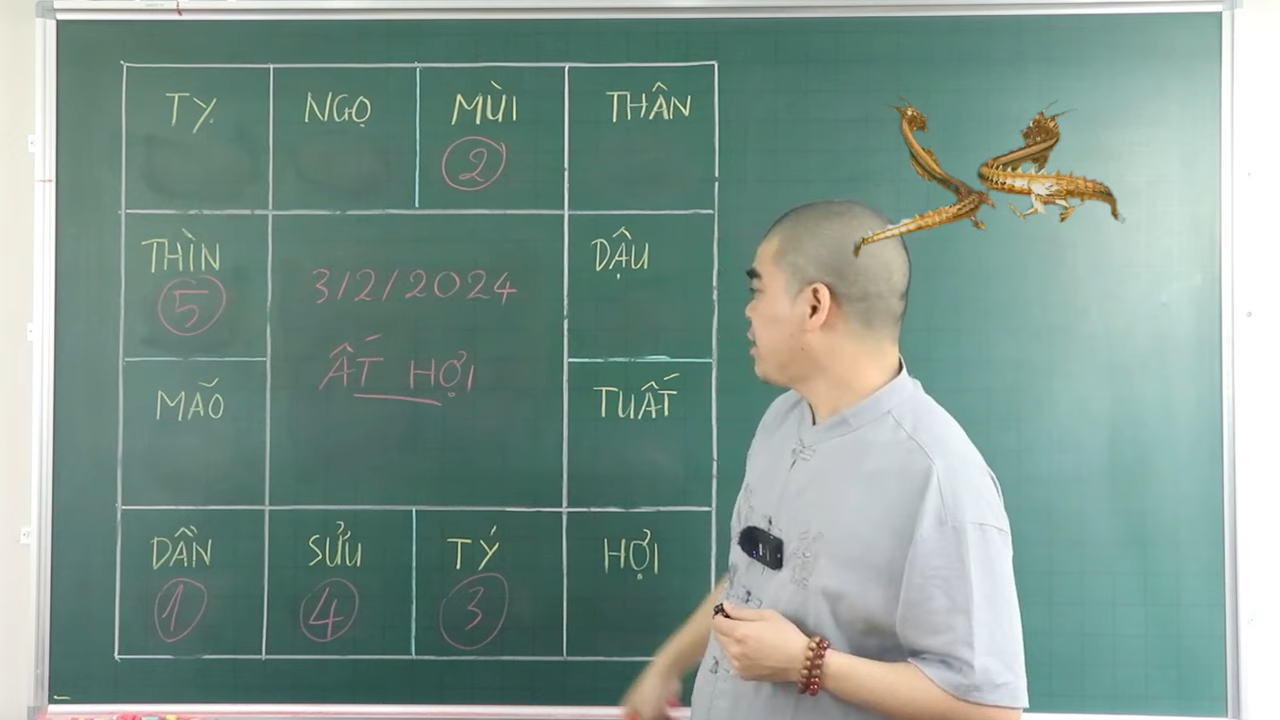 TỴ
NGỌ
MÙI
THÂN
2
THÌN
5
DẬU
3/2/2024
ẤT HỢI
MÃO
TUẤT
DẦN
SỬU
TÝ
HỢI
1
4
3